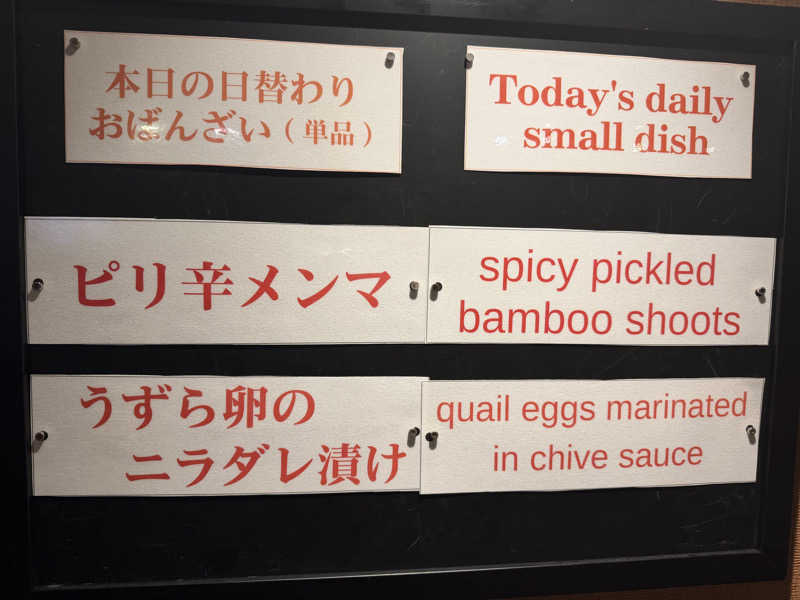 本日の日替わり
おばんざい（単品）
Today's daily
small dish
ピリ辛メンマ
spicy pickled
bamboo shoots
うずら卵の
ニラダレ漬け
quail eggs marinated
in chive sauce